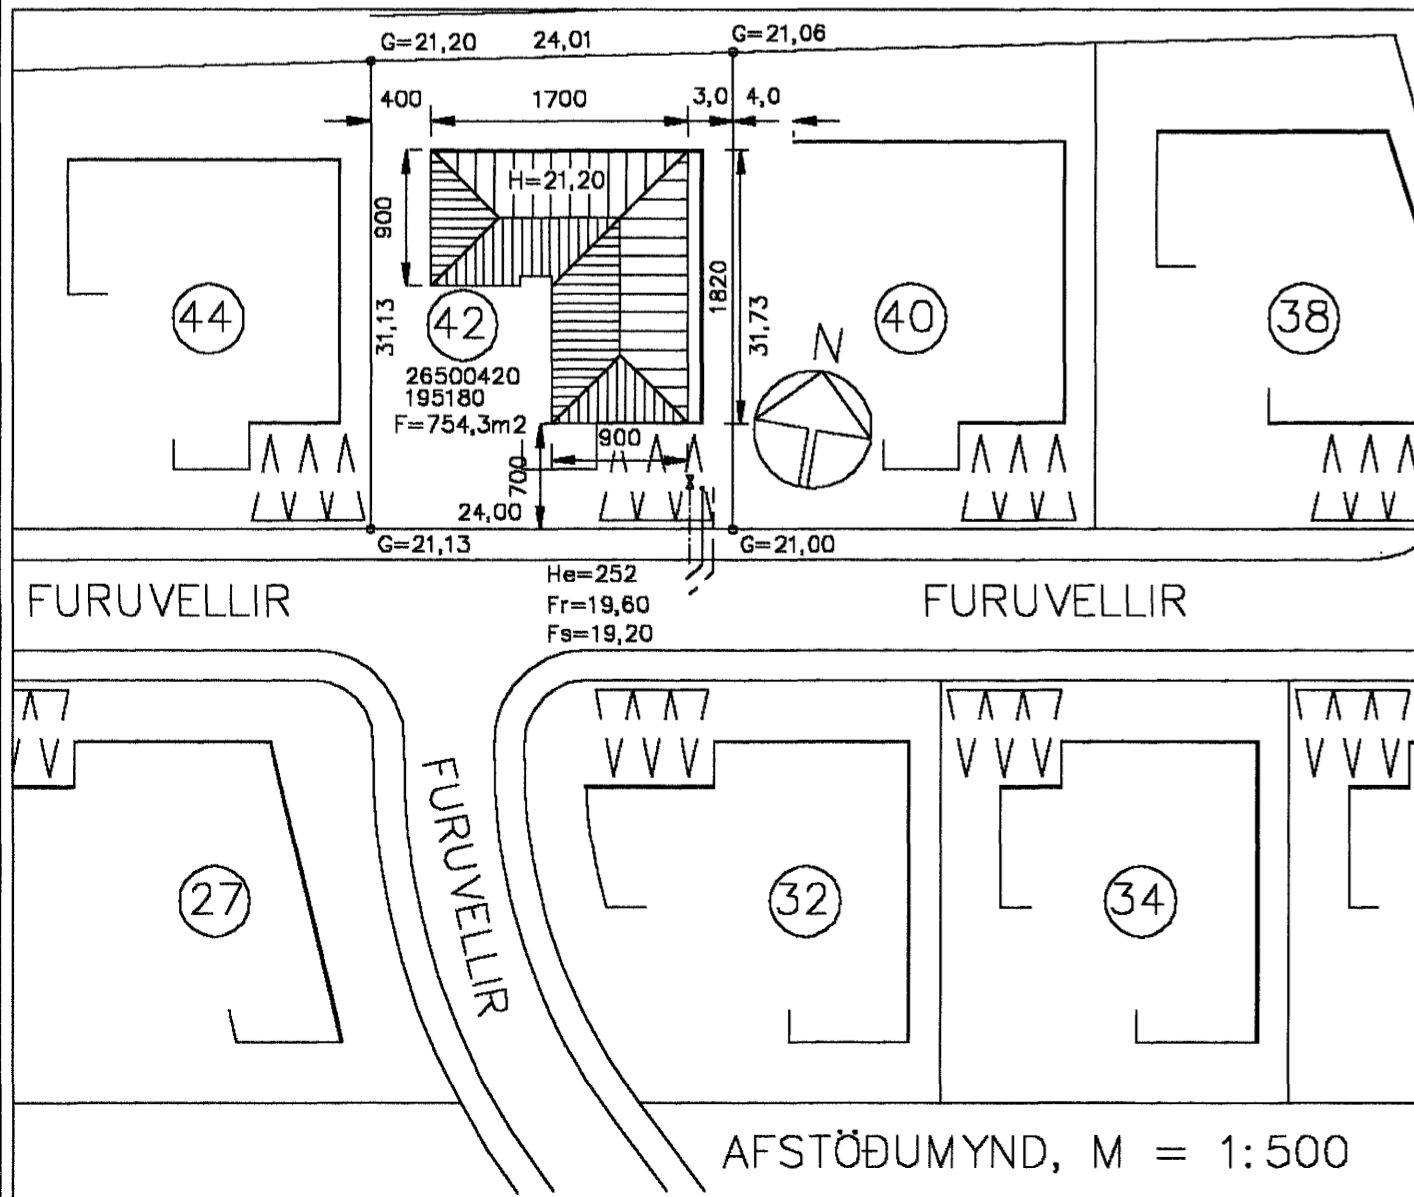 G=21,20
24,01
G=21,06
400
1700
3,0
4,0
H=21,20
900
1820
31,13
31,73
44
42
40
38
N
26500420
195180
F=754,3m2
900
700
24,00
G=21,13
G=21,00
He=252
Fr=19,60
Fs=19,20
FURUVELLIR
FURUVELLIR
FURUVELLIR
27
32
34
AFSTÖÐUMYND, M = 1:500